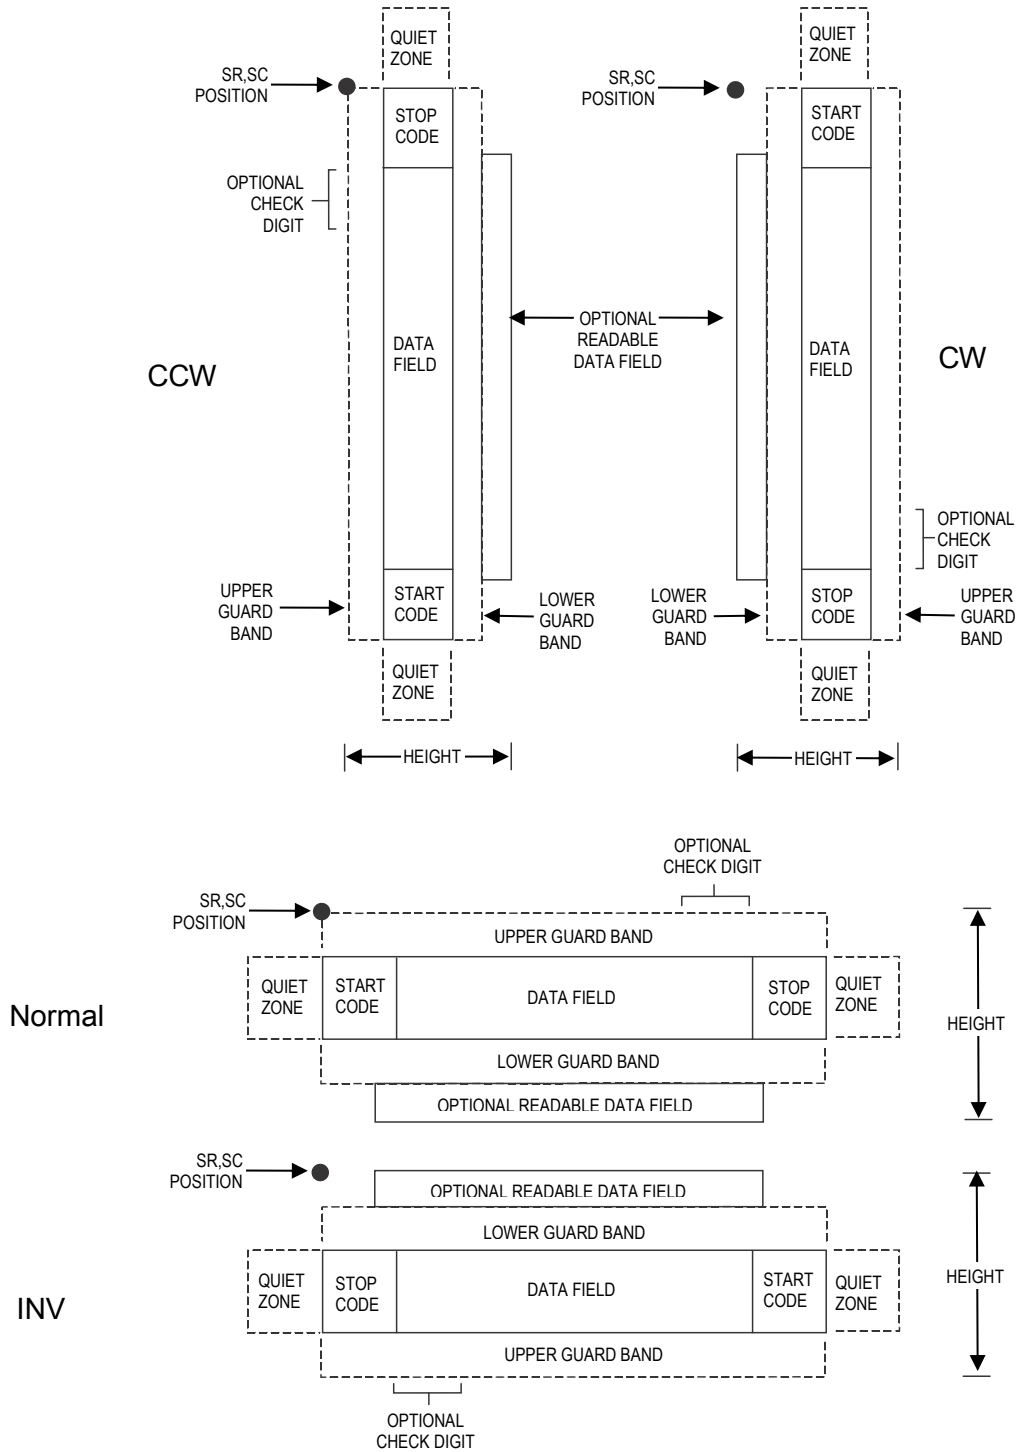 QUIET
ZONE
SR,SC
POSITION
STOP
CODE
OPTIONAL
CHECK
DIGIT
DATA
FIELD
CCW
UPPER
GUARD
BAND
START
CODE
LOWER
GUARD
BAND
QUIET
ZONE
HEIGHT
OPTIONAL
READABLE
DATA FIELD
QUIET
ZONE
SR,SC
POSITION
START
CODE
DATA
FIELD
CW
OPTIONAL
CHECK
DIGIT
LOWER
GUARD
BAND
STOP
CODE
UPPER
GUARD
BAND
QUIET
ZONE
HEIGHT
OPTIONAL
CHECK DIGIT
SR,SC
POSITION
UPPER GUARD BAND
Normal
QUIET
ZONE
START
CODE
DATA FIELD
STOP
CODE
QUIET
ZONE
HEIGHT
LOWER GUARD BAND
OPTIONAL READABLE DATA FIELD
SR,SC
POSITION
OPTIONAL READABLE DATA FIELD
LOWER GUARD BAND
INV
QUIET
ZONE
STOP
CODE
DATA FIELD
START
CODE
QUIET
ZONE
HEIGHT
UPPER GUARD BAND
OPTIONAL
CHECK DIGIT